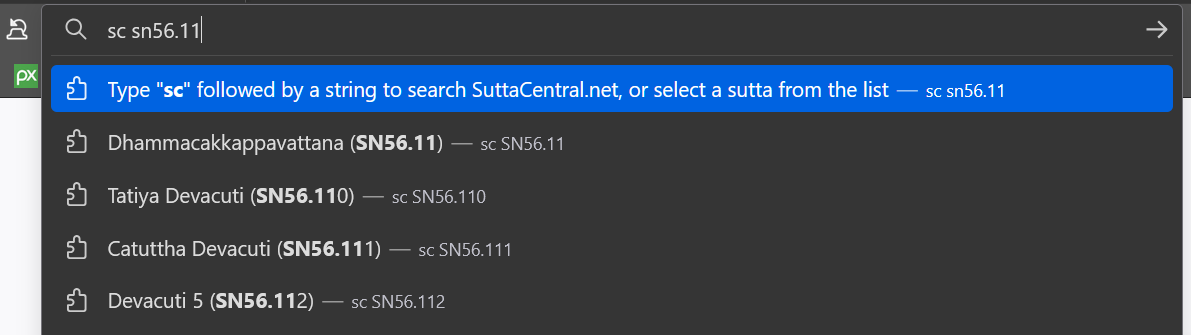 sc sn56.11
px
Type "sc" followed by a string to search SuttaCentral.net, or select a sutta from the list — sc sn56.11
Dhammacakkappavattana (SN56.11) — sc SN56.11
Tatiya Devacuti (SN56.110) — sc SN56.110
Catuttha Devacuti (SN56.111) — sc SN56.111
Devacuti 5 (SN56.112) — sc SN56.112